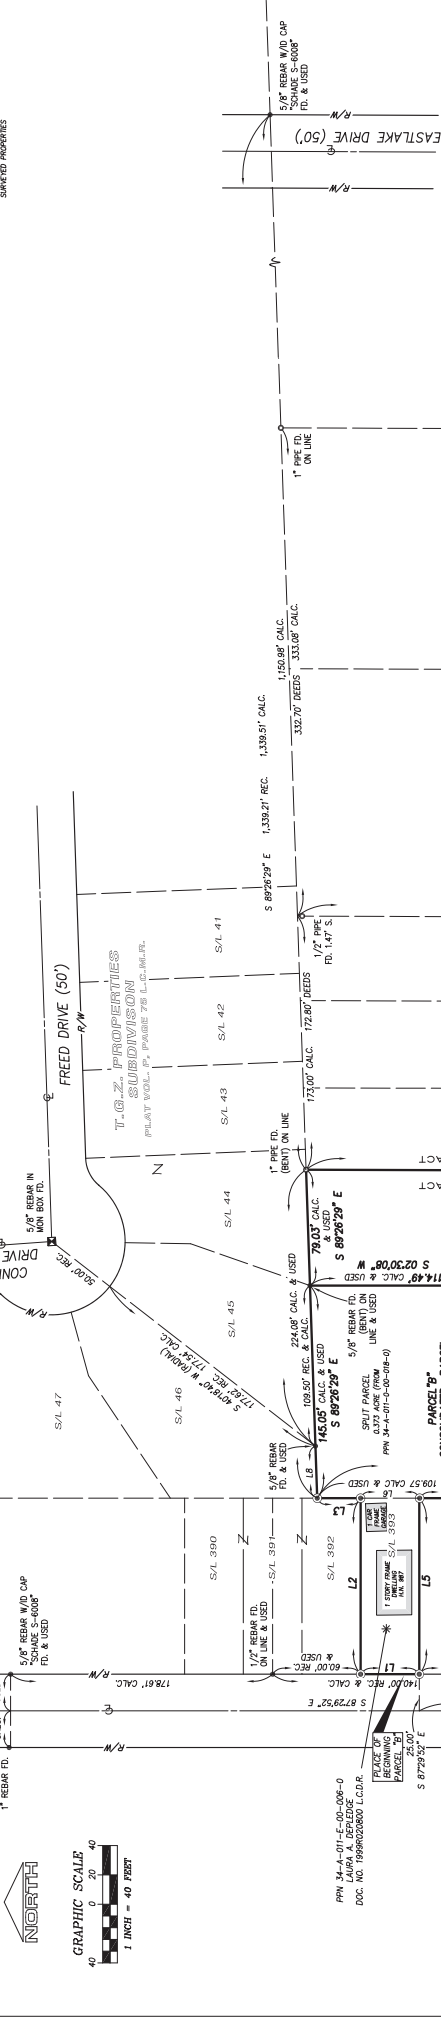 SURVEYED PROPERTIES
5/8" REBAR W/ID CAP
"SCHADE S-6008"
FD. & USED
R/W
EASTLAKE DRIVE (50')
R/W
1" PIPE FD.
ON LINE
1,150.98' CALC.
333.08' CALC.
332.70' DEEDS
1,339.51' CALC.
1,339.21' REC.
S 89°26'29" E
1/2" PIPE
FD. 1.47' S.
FREED DRIVE (50')
R/W
T.G.Z. PROPERTIES
SUBDIVISON
PLAT VOL. P, PAGE 75 L.C.M.R.
S/L 41
S/L 42
S/L 43
S/L 44
S/L 45
S/L 46
S/L 47
172.80' DEEDS
173.00' CALC.
1" PIPE FD.
(BENT) ON LINE
5/8" REBAR IN
MON BOX FD.
DRIVE
R/W
50.00' REC.
S 40°18'40" W (RADIAL)
177.62' REC.
177.54' CALC.
79.03' CALC.
& USED
S 89°26'29" E
S 02°30'08" W
114.49' CALC. & USED
224.08' CALC. & USED
109.50' REC. & CALC.
5/8" REBAR FD.
(BENT) ON
LINE & USED
145.05' CALC. & USED
S 89°26'29" E
SPLIT PARCEL
0.373 ACRE (FROM
PPN 34-A-011-0-00-018-0)
PARCEL "B"
5/8" REBAR
FD. & USED
L8
L3
109.57 CALC & USED
L6
1 CAR
FRAME
GARAGE
S/L 393
S/L 392
S/L 391
S/L 390
L2
L5
1 STORY FRAME
DWELLING
H.N. 987
1/2" REBAR FD.
ON LINE & USED
60.00' REC.
& USED
L1
140.00' REC. & CALC.
178.61' CALC.
R/W
S 87°29'52" E
R/W
5/8" REBAR W/ID CAP
"SCHADE S-6008"
FD. & USED
1" REBAR FD.
PLACE OF
BEGINNING
PARCEL "B"
25.00'
S 87°29'52" E
PPN 34-A-011-E-00-006-0
LAURA A. DEPLEDGE
DOC. NO. 1999R020800 L.C.D.R.
NORTH
GRAPHIC SCALE
40 0 20 40
1 INCH = 40 FEET